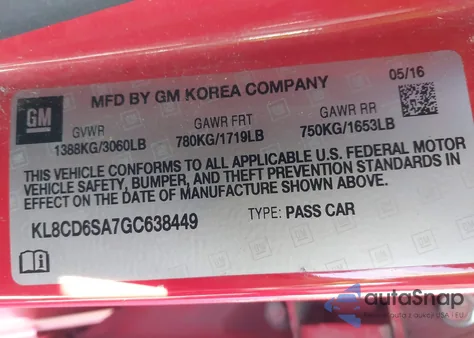 MFD BY GM KOREA COMPANY
05/16
GM
GVWR
GAWR FRT
GAWR RR
1388KG/3060LB
780KG/1719LB
750KG/1653LB
THIS VEHICLE CONFORMS TO ALL APPLICABLE U.S. FEDERAL MOTOR
VEHICLE SAFETY, BUMPER, AND THEFT PREVENTION STANDARDS IN
EFFECT ON THE DATE OF MANUFACTURE SHOWN ABOVE.
KL8CD6SA7GC638449
TYPE: PASS CAR
autoSnap